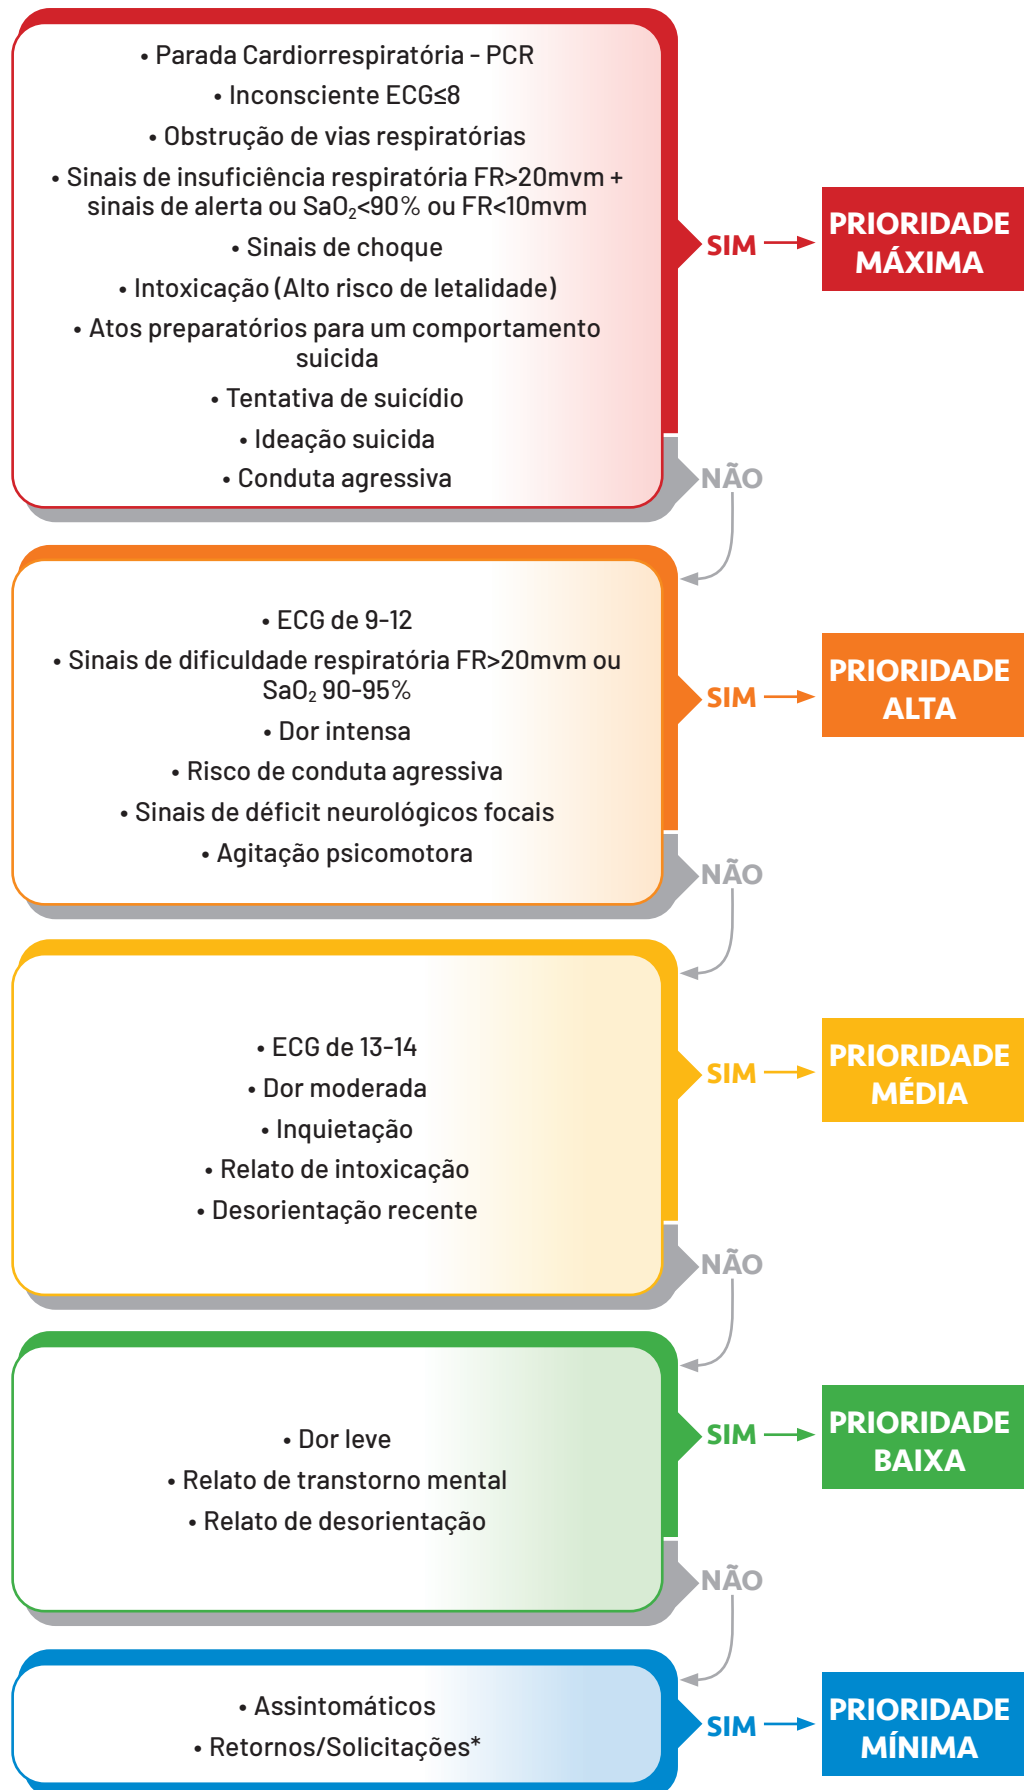 • Parada Cardiorrespiratória - PCR
• Inconsciente ECG≤8
• Obstrução de vias respiratórias
• Sinais de insuficiência respiratória FR>20mvm +
sinais de alerta ou SaO₂<90% ou FR<10mvm
• Sinais de choque
• Intoxicação (Alto risco de letalidade)
• Atos preparatórios para um comportamento
suicida
• Tentativa de suicídio
• Ideação suicida
• Conduta agressiva
SIM
PRIORIDADE
MÁXIMA
NÃO
• ECG de 9-12
• Sinais de dificuldade respiratória FR>20mvm ou
SaO₂ 90-95%
• Dor intensa
• Risco de conduta agressiva
• Sinais de déficit neurológicos focais
• Agitação psicomotora
SIM
PRIORIDADE
ALTA
NÃO
• ECG de 13-14
• Dor moderada
• Inquietação
• Relato de intoxicação
• Desorientação recente
SIM
PRIORIDADE
MÉDIA
NÃO
• Dor leve
• Relato de transtorno mental
• Relato de desorientação
SIM
PRIORIDADE
BAIXA
NÃO
• Assintomáticos
• Retornos/Solicitações*
SIM
PRIORIDADE
MÍNIMA